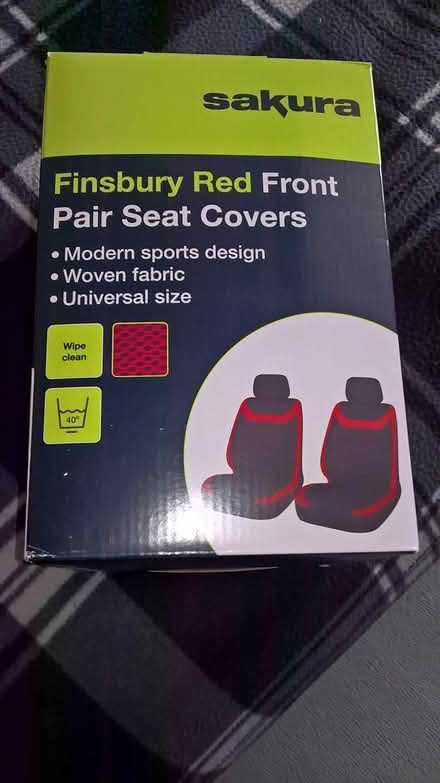 sakura
Finsbury Red Front
Pair Seat Covers
• Modern sports design
• Woven fabric
• Universal size
Wipe
clean
40°